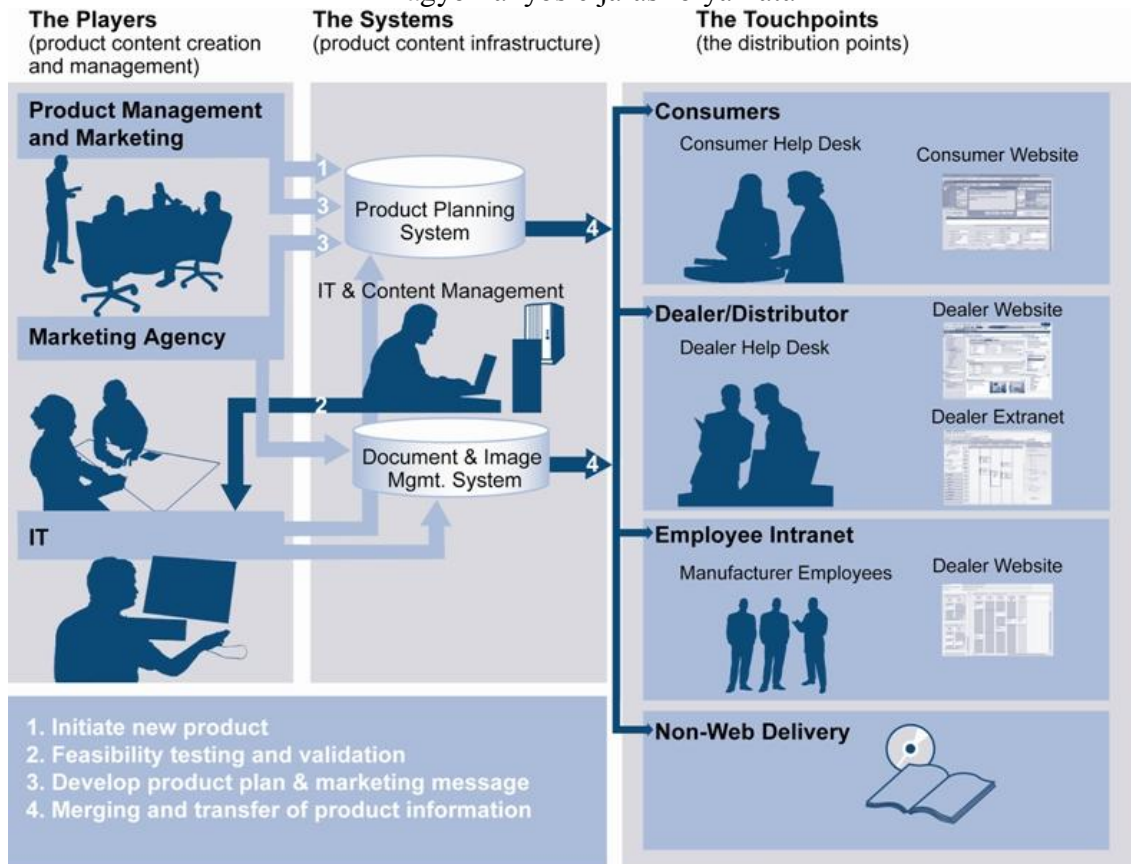 The Players
(product content creation
and management)
The Systems
(product content infrastructure)
The Touchpoints
(the distribution points)
Product Management
and Marketing
1
3
3
Product Planning
System
4
IT & Content Management
Marketing Agency
2
Document & Image
Mgmt. System
4
IT
Consumers
Consumer Help Desk
Consumer Website
Dealer/Distributor
Dealer Help Desk
Dealer Website
Dealer Extranet
Employee Intranet
Manufacturer Employees
Dealer Website
Non-Web Delivery
1. Initiate new product
2. Feasibility testing and validation
3. Develop product plan & marketing message
4. Merging and transfer of product information